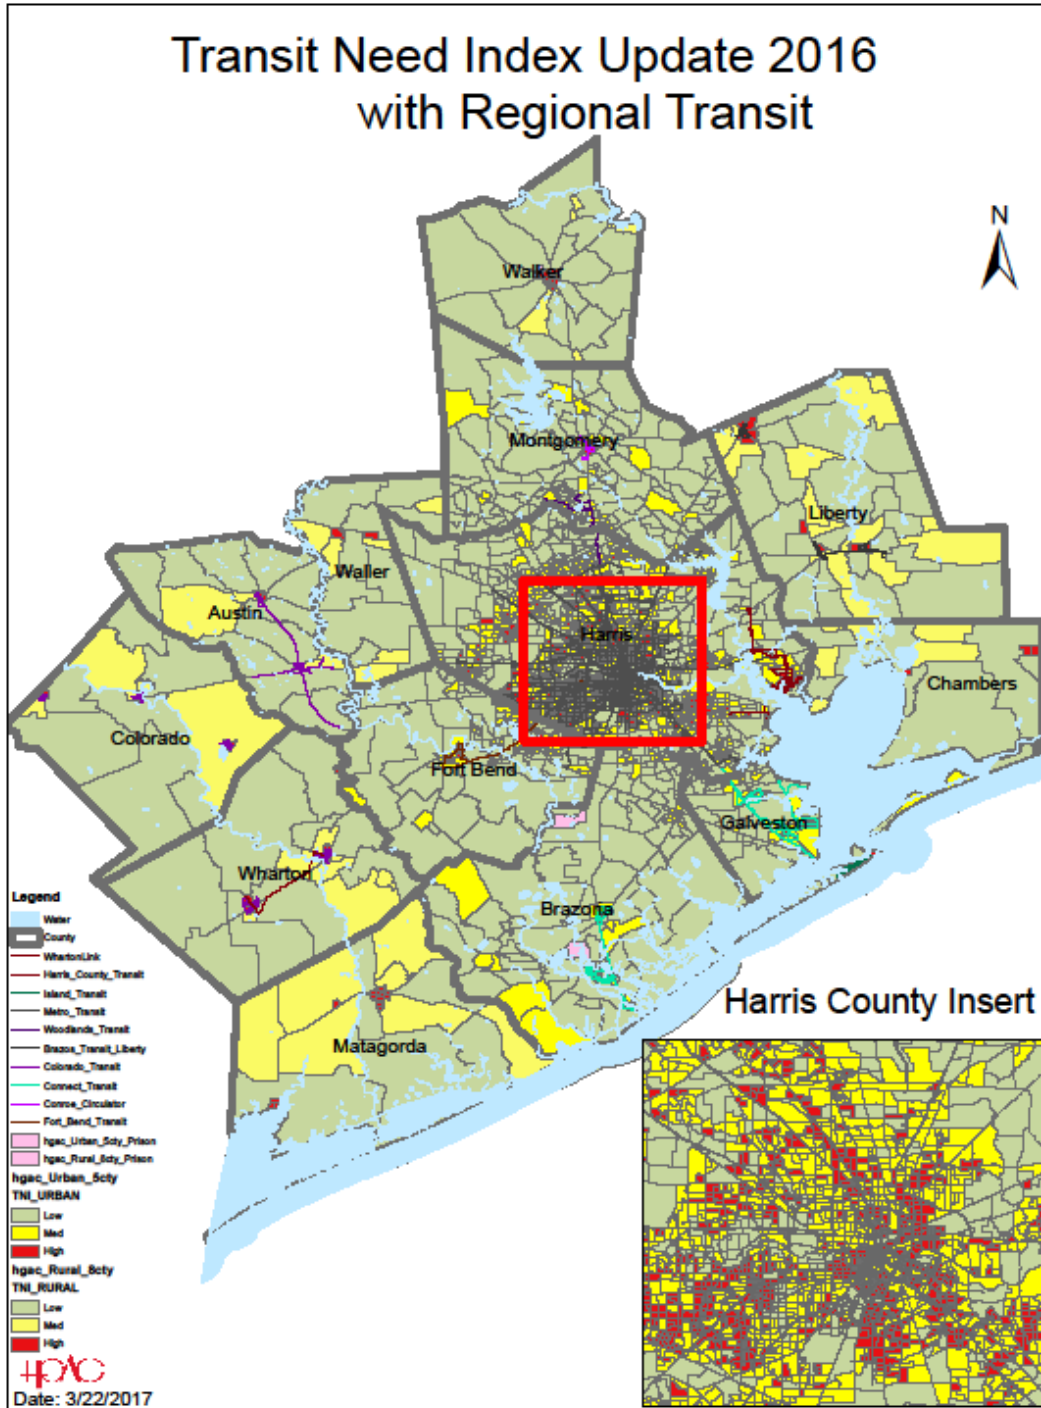 Transit Need Index Update 2016
with Regional Transit
N
Walker
Montgomery
Liberty
Waller
Austin
Harris
Chambers
Colorado
Fort Bend
Galveston
Wharton
Brazoria
Matagorda
Legend
Water
County
WhartonLink
Harris_County_Transit
Island_Transit
Metro_Transit
Woodlands_Transit
Brazos_Transit_Liberty
Colorado_Transit
Connect_Transit
Conroe_Circulator
Fort_Bend_Transit
hgac_Urban_5cty_Prison
hgac_Rural_8cty_Prison
hgac_Urban_5cty
TNI_URBAN
Low
Med
High
hgac_Rural_8cty
TNI_RURAL
Low
Med
High
Date: 3/22/2017
Harris County Insert